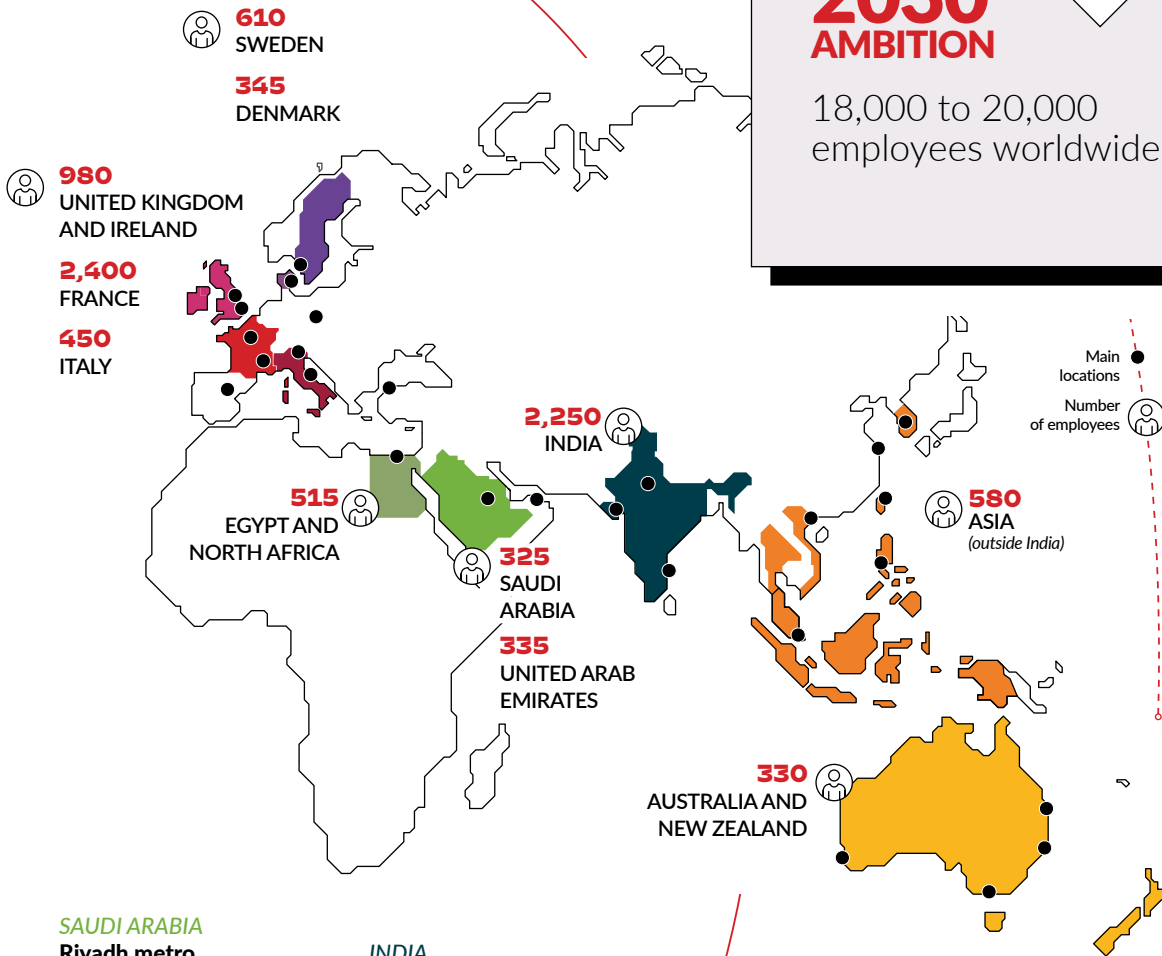 610
SWEDEN
345
DENMARK
2030
AMBITION
18,000 to 20,000
employees worldwide
980
UNITED KINGDOM
AND IRELAND
2,400
FRANCE
450
ITALY
Main
locations
Number
of employees
2,250
INDIA
515
EGYPT AND
NORTH AFRICA
580
ASIA
(outside India)
325
SAUDI
ARABIA
335
UNITED ARAB
EMIRATES
330
AUSTRALIA AND
NEW ZEALAND
SAUDI ARABIA
Riyadh metro
INDIA